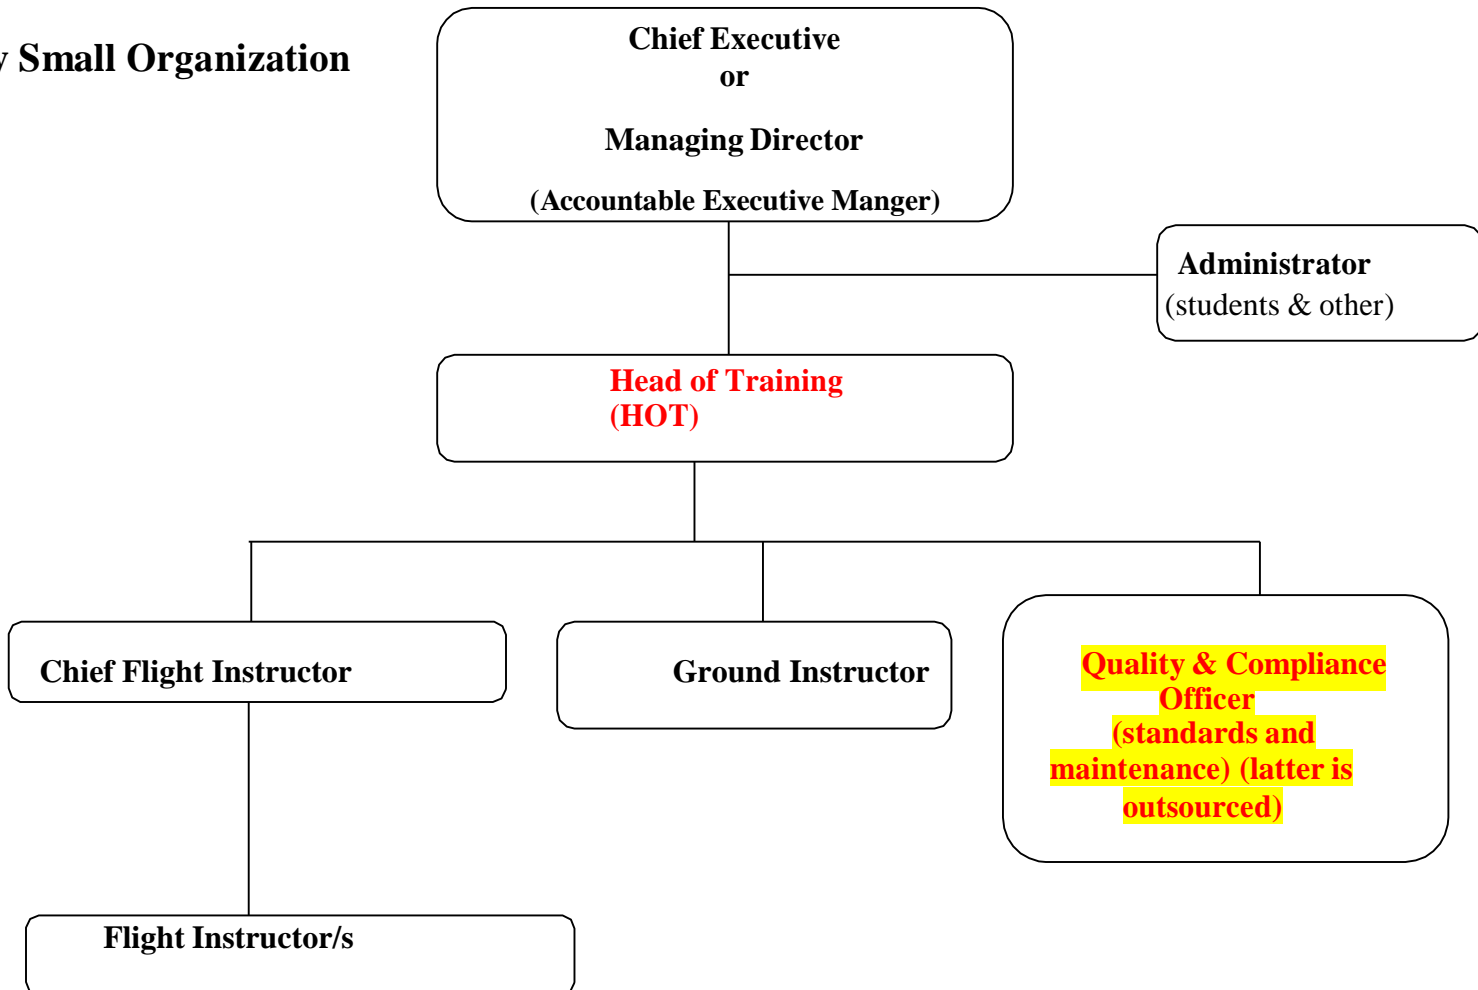 y Small Organization
Chief Executive
or
Managing Director
(Accountable Executive Manger)
Administrator
(students & other)
Head of Training
(HOT)
Chief Flight Instructor
Ground Instructor
Quality & Compliance
Officer
(standards and
maintenance) (latter is
outsourced)
Flight Instructor/s